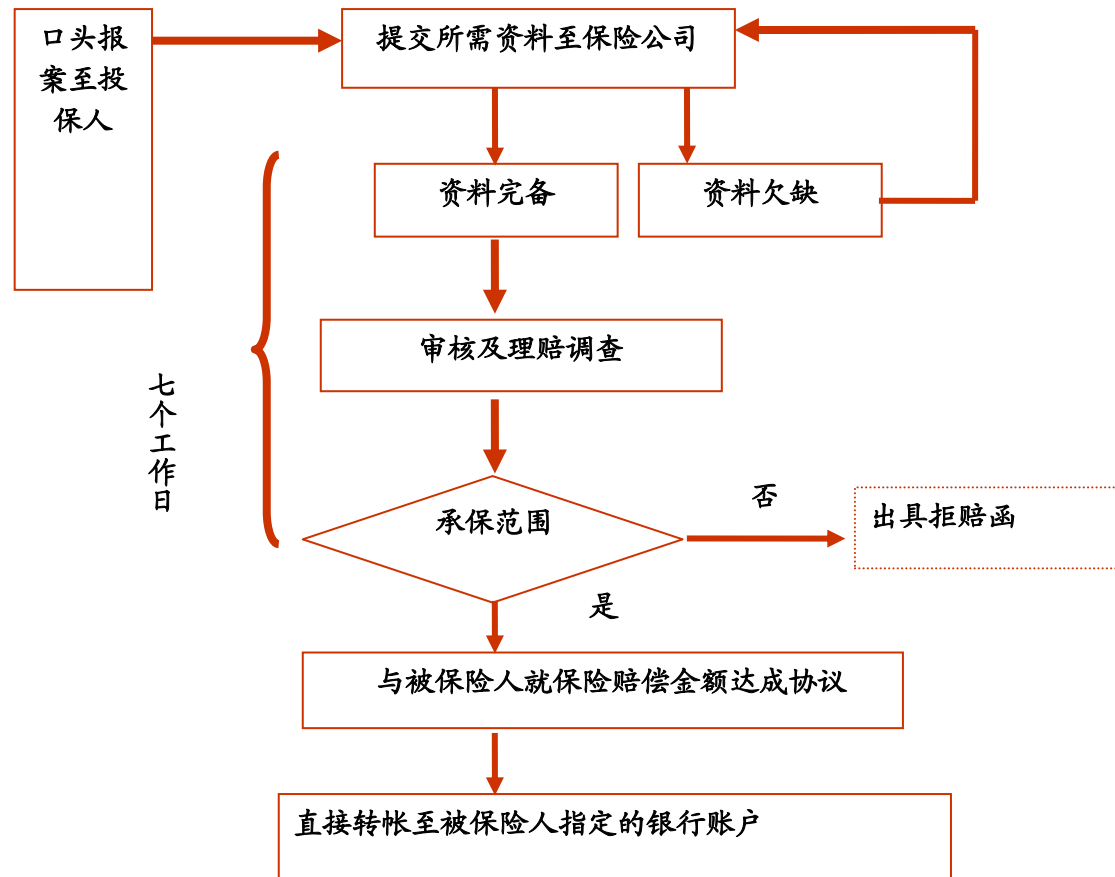 口头报
案至投
保人
提交所需资料至保险公司
资料完备
资料欠缺
审核及理赔调查
七个工作日
承保范围
否
出具拒赔函
是
与被保险人就保险赔偿金额达成协议
直接转帐至被保险人指定的银行账户